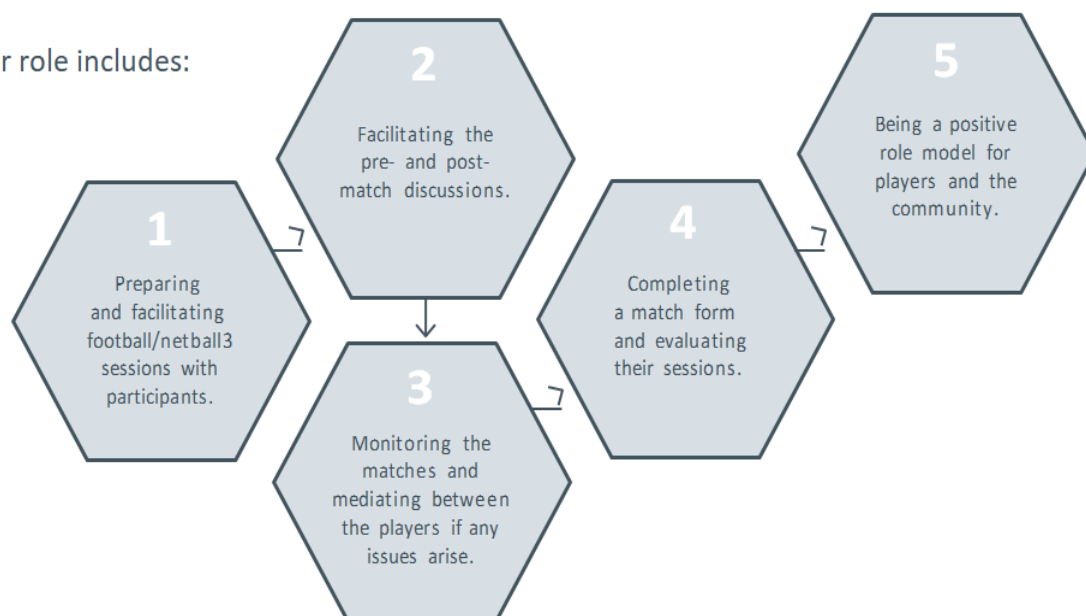 r role includes:
1
Preparing
and facilitating
football/netball3
sessions with
participants.
2
Facilitating the
pre- and post-
match discussions.
3
Monitoring the
matches and
mediating between
the players if any
issues arise.
4
Completing
a match form
and evaluating
their sessions.
5
Being a positive
role model for
players and the
community.